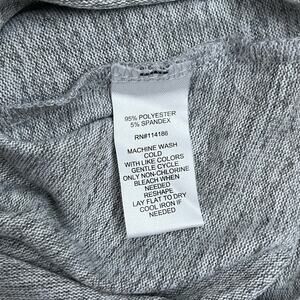 95% POLYESTER
5% SPANDEX
RN#114186
MACHINE WASH
COLD
WITH LIKE COLORS
GENTLE CYCLE
ONLY NON-CHLORINE
BLEACH WHEN
NEEDED
RESHAPE
LAY FLAT TO DRY
COOL IRON IF
NEEDED